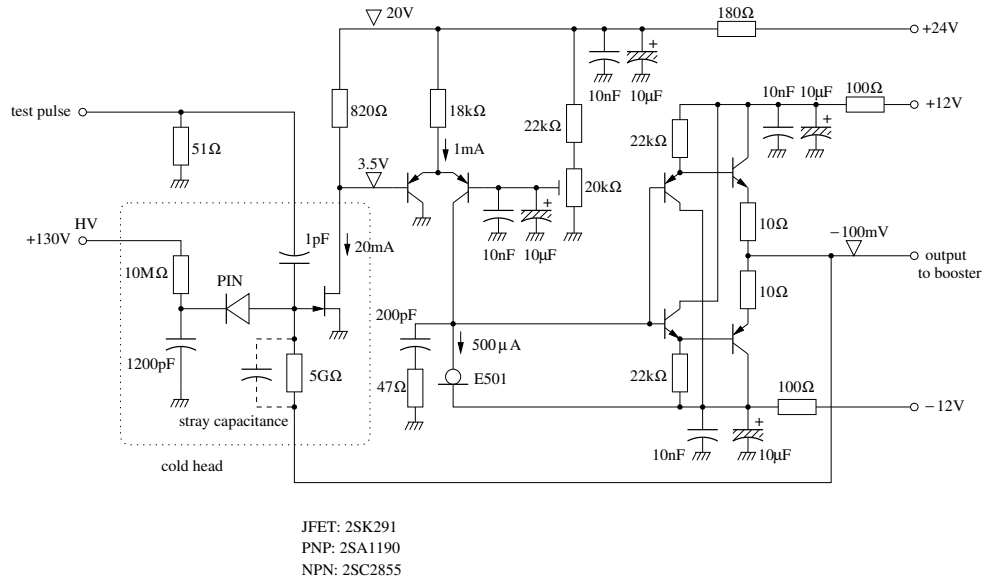 20V
180Ω
+24V
test pulse
820Ω
18kΩ
+
10nF
10µF
100Ω
+12V
51Ω
22kΩ
1mA
3.5V
20kΩ
22kΩ
10nF
10µF
+
HV
+130V
1pF
20mA
+
10nF
10µF
10Ω
−100mV
output
to booster
10MΩ
PIN
10Ω
200pF
500µA
1200pF
5GΩ
47Ω
E501
22kΩ
100Ω
−12V
stray capacitance
+
10nF
10µF
cold head
JFET: 2SK291
PNP: 2SA1190
NPN: 2SC2855